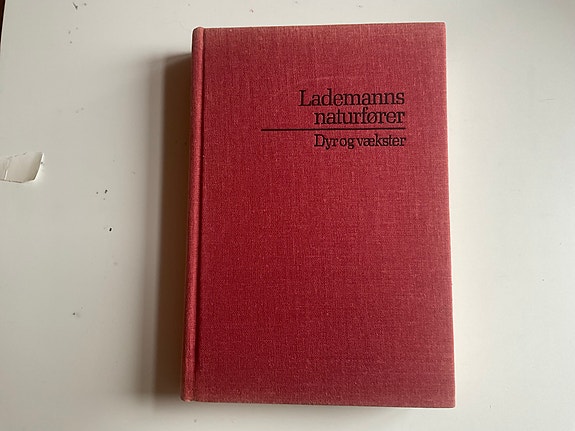 Lademanns
naturfører
Dyr og vækster